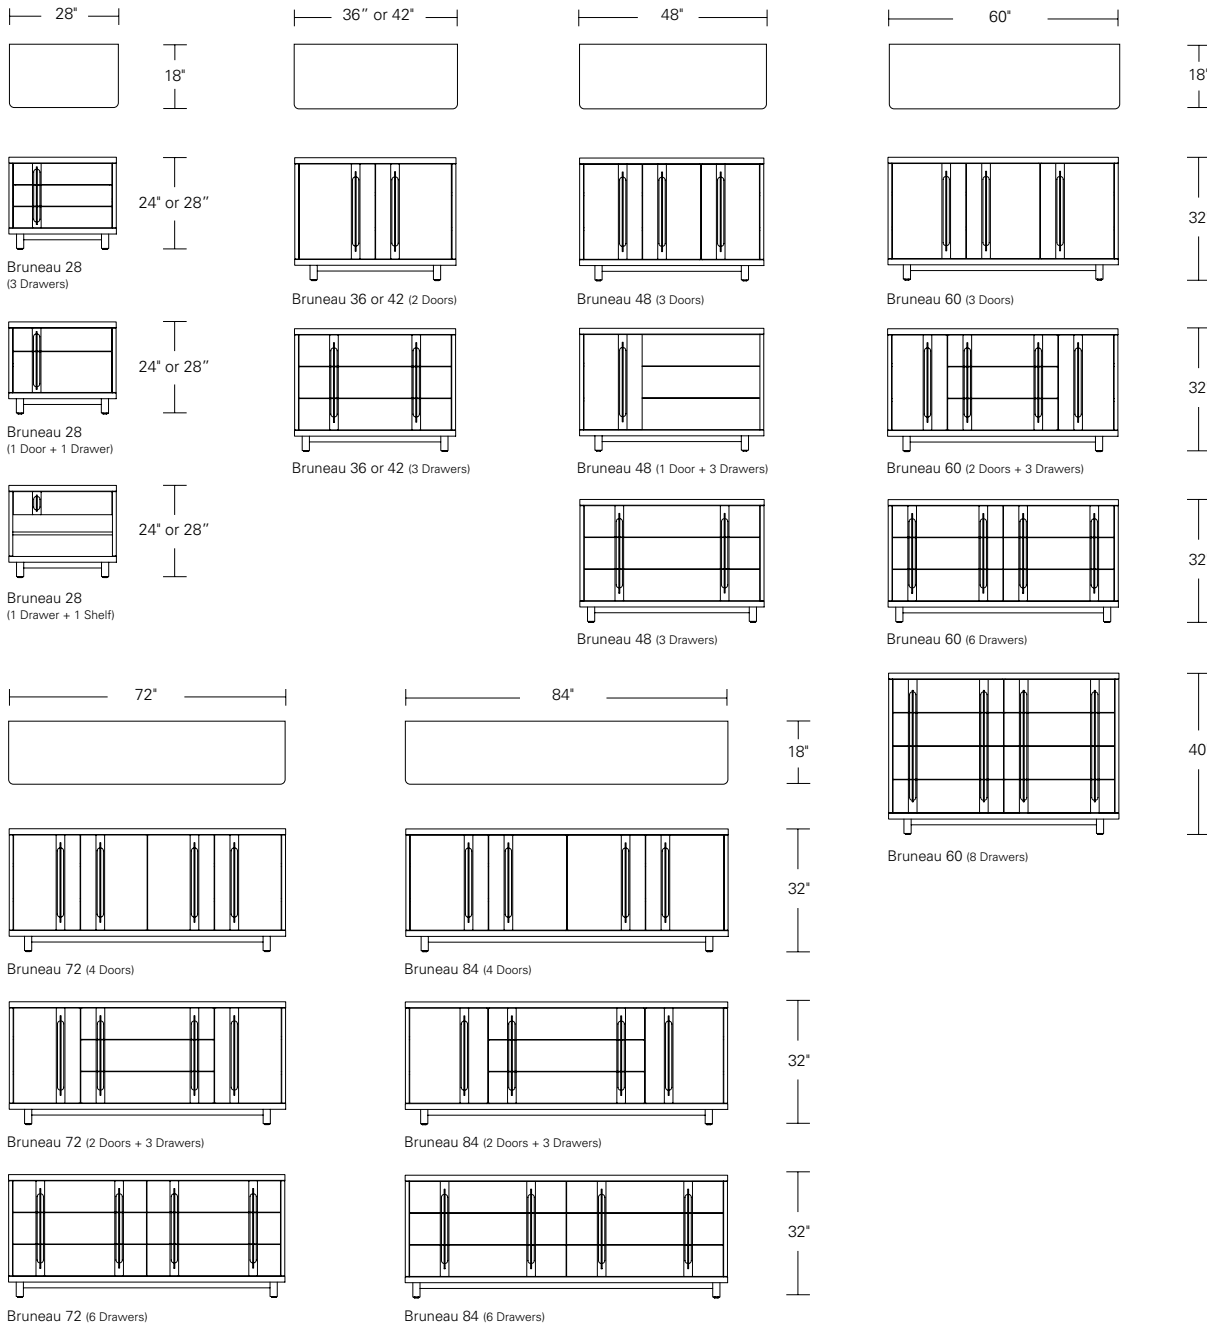 28"
36” or 42"
48"
60"
18"
18"
24" or 28”
32"
Bruneau 28
(3 Drawers)
Bruneau 36 or 42 (2 Doors)
Bruneau 48 (3 Doors)
Bruneau 60 (3 Doors)
24" or 28”
32"
Bruneau 28
(1 Door + 1 Drawer)
Bruneau 36 or 42 (3 Drawers)
Bruneau 48 (1 Door + 3 Drawers)
Bruneau 60 (2 Doors + 3 Drawers)
24" or 28”
32"
Bruneau 28
(1 Drawer + 1 Shelf)
Bruneau 48 (3 Drawers)
Bruneau 60 (6 Drawers)
72"
84"
18"
40
Bruneau 60 (8 Drawers)
32"
Bruneau 72 (4 Doors)
Bruneau 84 (4 Doors)
32"
Bruneau 72 (2 Doors + 3 Drawers)
Bruneau 84 (2 Doors + 3 Drawers)
32"
Bruneau 72 (6 Drawers)
Bruneau 84 (6 Drawers)